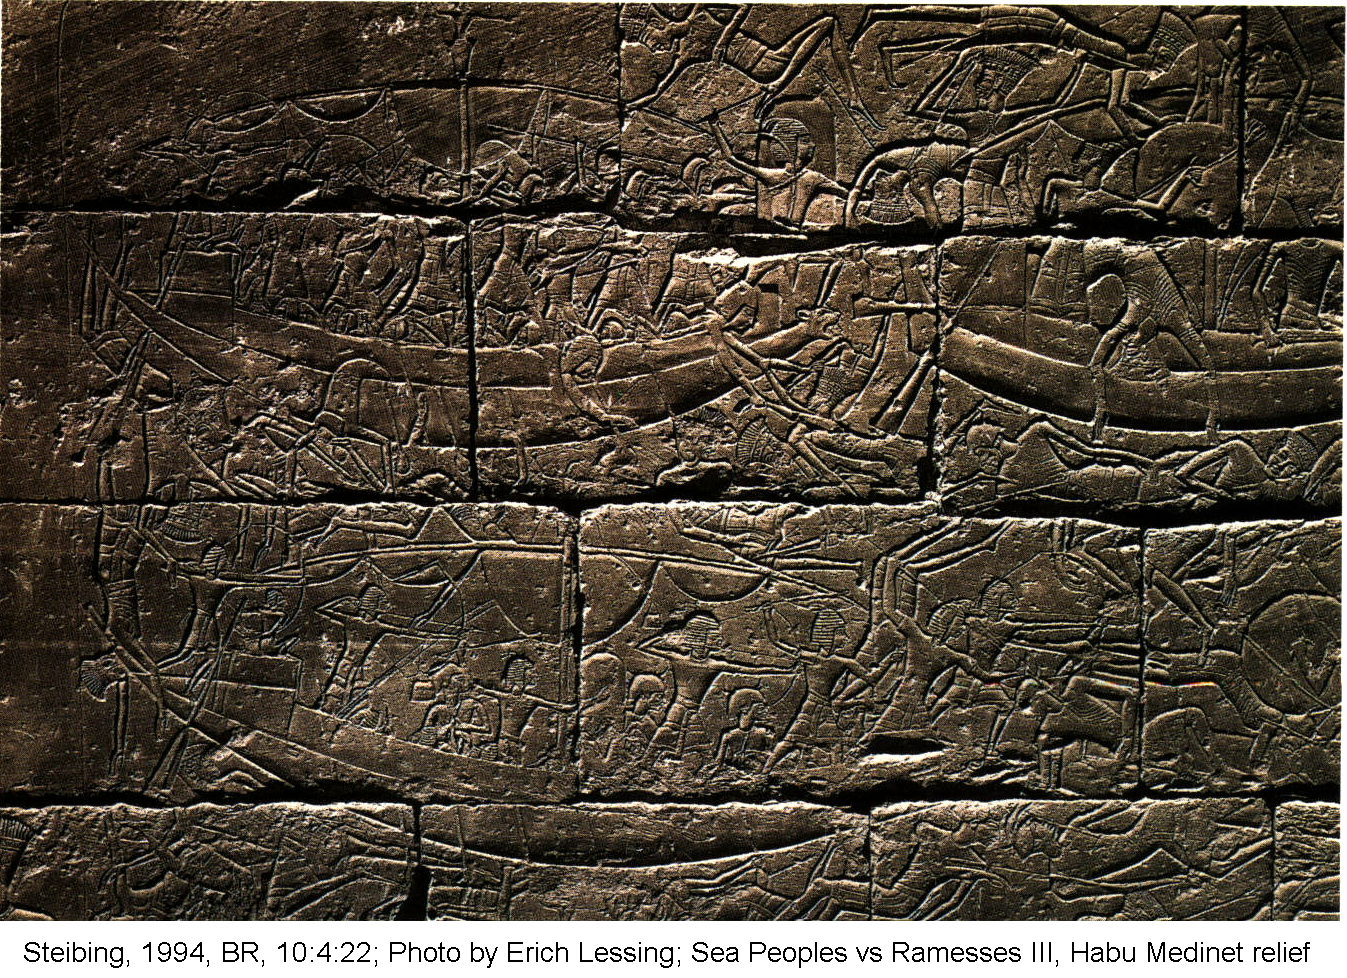 Steibing, 1994, BR, 10:4:22; Photo by Erich Lessing; Sea Peoples vs Ramesses III, Habu Medinet relief